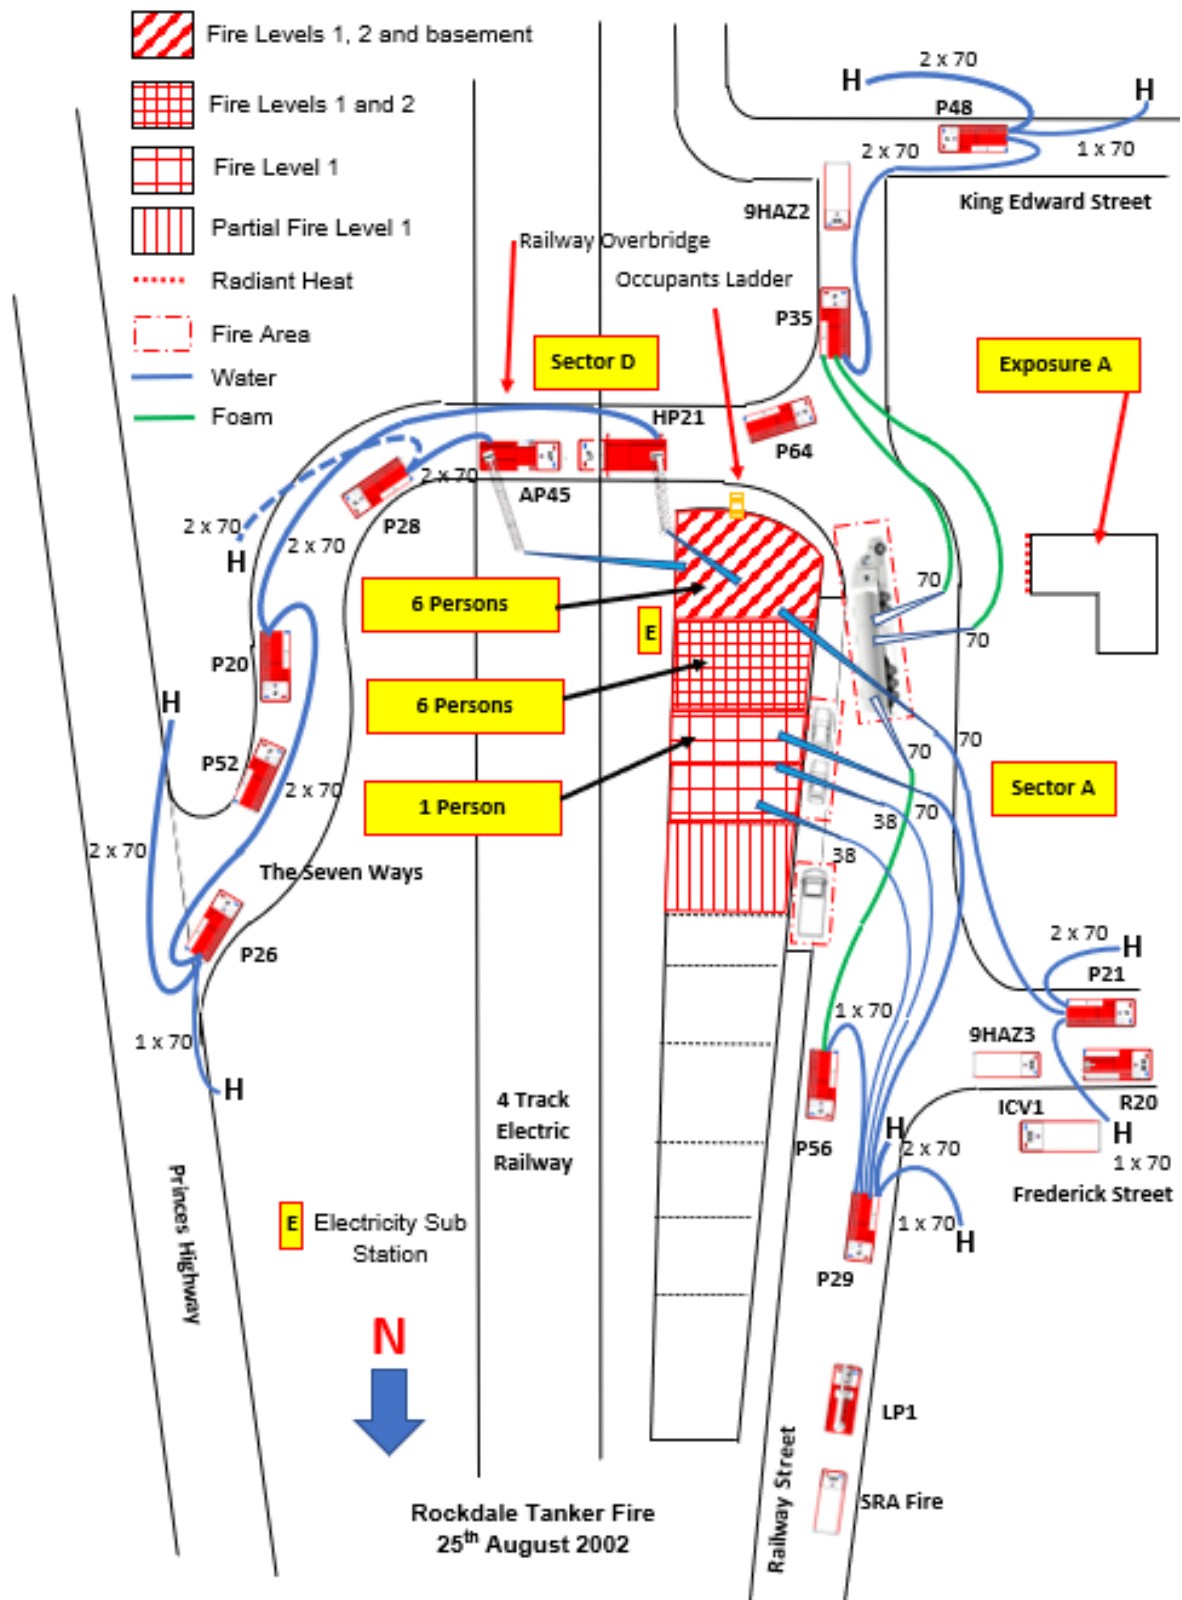 Fire Levels 1, 2 and basement
Fire Levels 1 and 2
Fire Level 1
Partial Fire Level 1
Radiant Heat
Fire Area
Water
Foam
H
2 x 70
H
P48
2 x 70
1 x 70
King Edward Street
9HAZ2
Railway Overbridge
Occupants Ladder
P35
Sector D
Exposure A
HP21
P64
2 x 70
AP45
P28
2 x 70
H
2 x 70
6 Persons
E
70
70
P20
H
6 Persons
P52
2 x 70
70
70
Sector A
1 Person
38
70
38
2 x 70
The Seven Ways
P26
2 x 70
H
P21
1 x 70
H
1 x 70
9HAZ3
R20
ICV1
H
1 x 70
Frederick Street
4 Track
Electric
Railway
P56
H
2 x 70
1 x 70
H
P29
Princes Highway
E
Electricity Sub
Station
N
LP1
Railway Street
SRA Fire
Rockdale Tanker Fire
25th August 2002